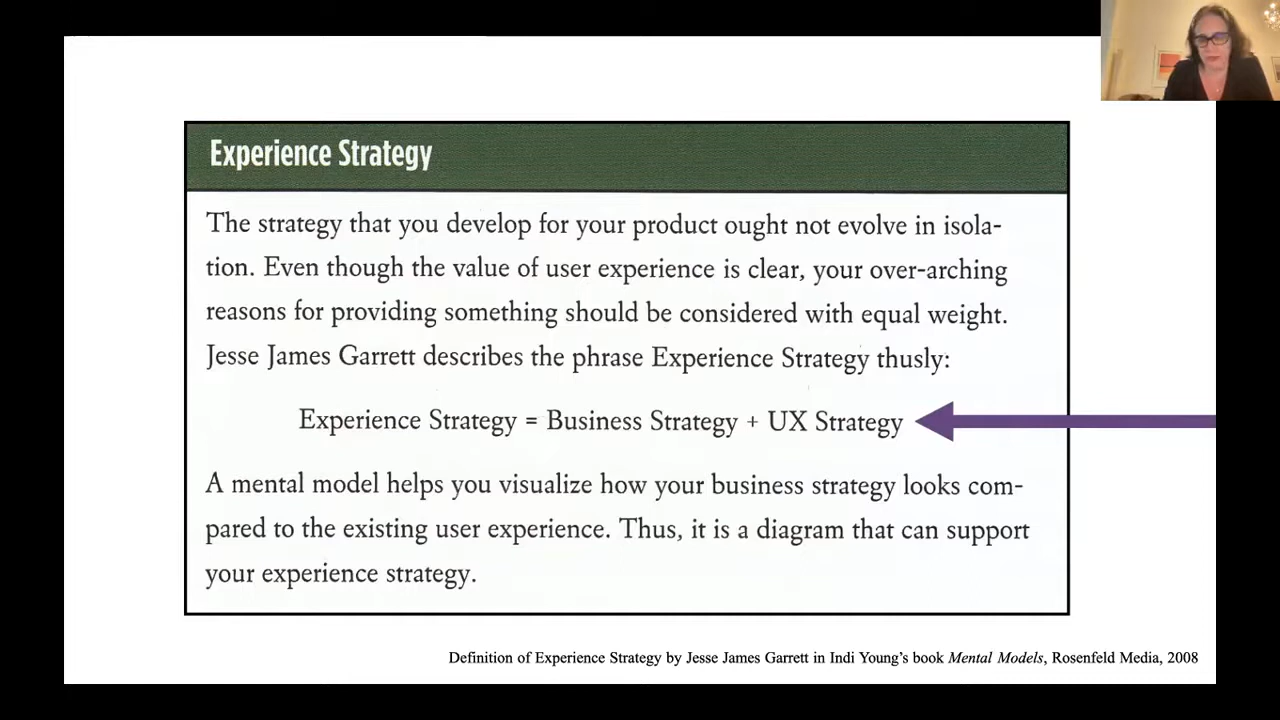 Experience Strategy
The strategy that you develop for your product ought not evolve in isola-
tion. Even though the value of user experience is clear, your over-arching
reasons for providing something should be considered with equal weight.
Jesse James Garrett describes the phrase Experience Strategy thusly:
Experience Strategy = Business Strategy + UX Strategy
A mental model helps you visualize how your business strategy looks com-
pared to the existing user experience. Thus, it is a diagram that can support
your experience strategy.
Definition of Experience Strategy by Jesse James Garrett in Indi Young’s book Mental Models, Rosenfeld Media, 2008